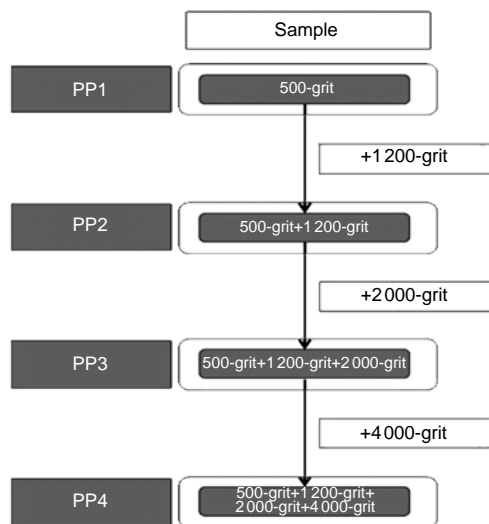 Sample
PP1
500-grit
+1 200-grit
PP2
500-grit+1 200-grit
+2 000-grit
PP3
500-grit+1 200-grit+2 000-grit
+4 000-grit
PP4
500-grit+1 200-grit+
2 000-grit+4 000-grit